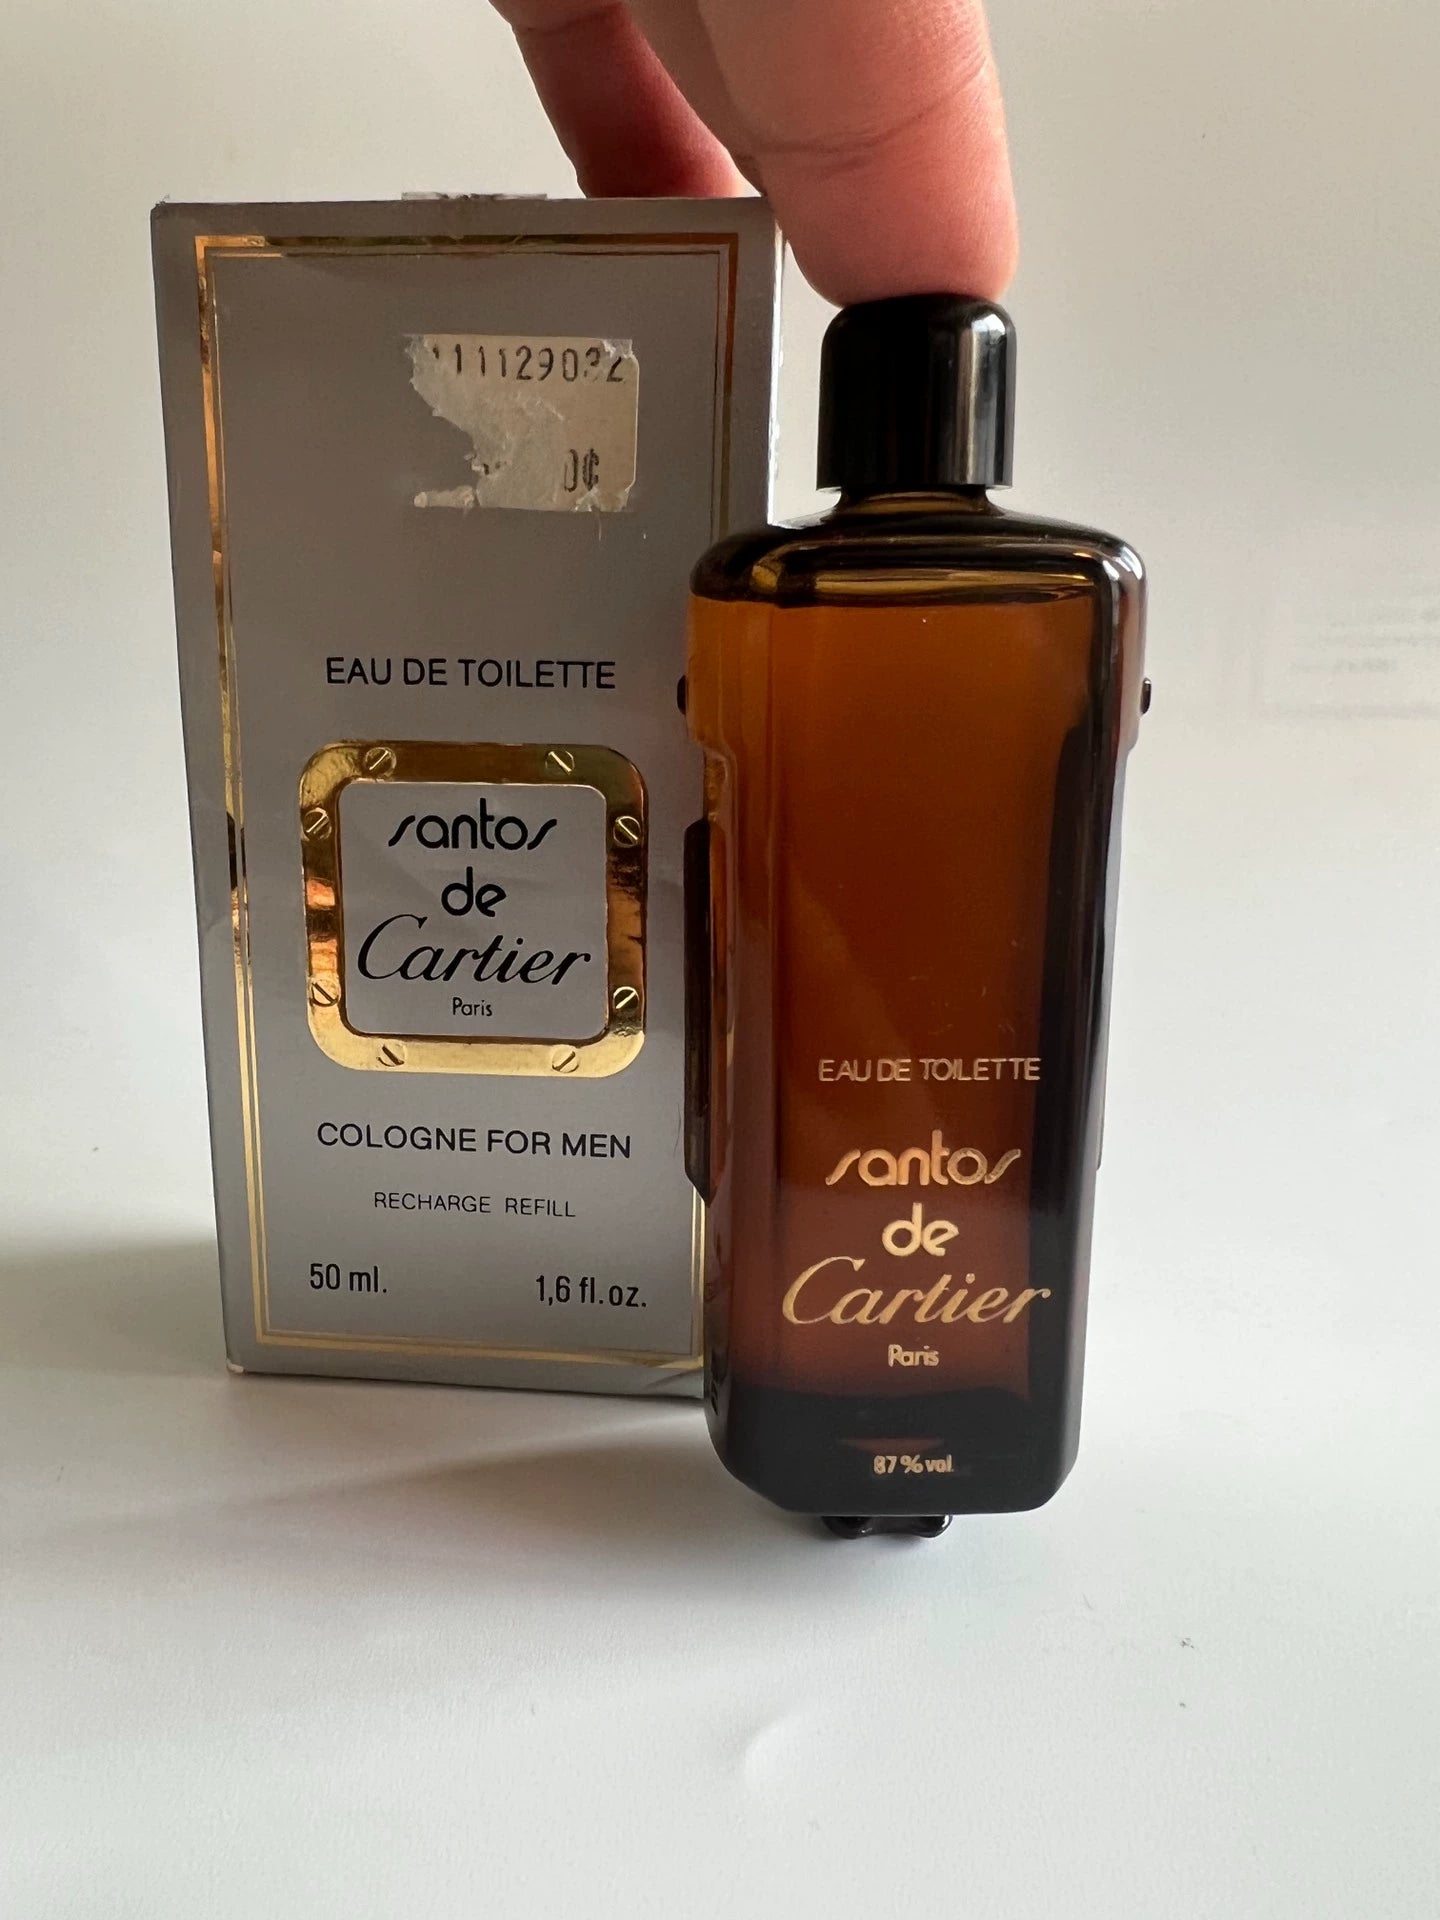 EAU DE TOILETTE
santos
de
Cartier
Paris
COLOGNE FOR MEN
RECHARGE REFILL
50 ml. 1,6 fl.oz.
EAU DE TOILETTE
santos
de
Cartier
Paris
87% vol